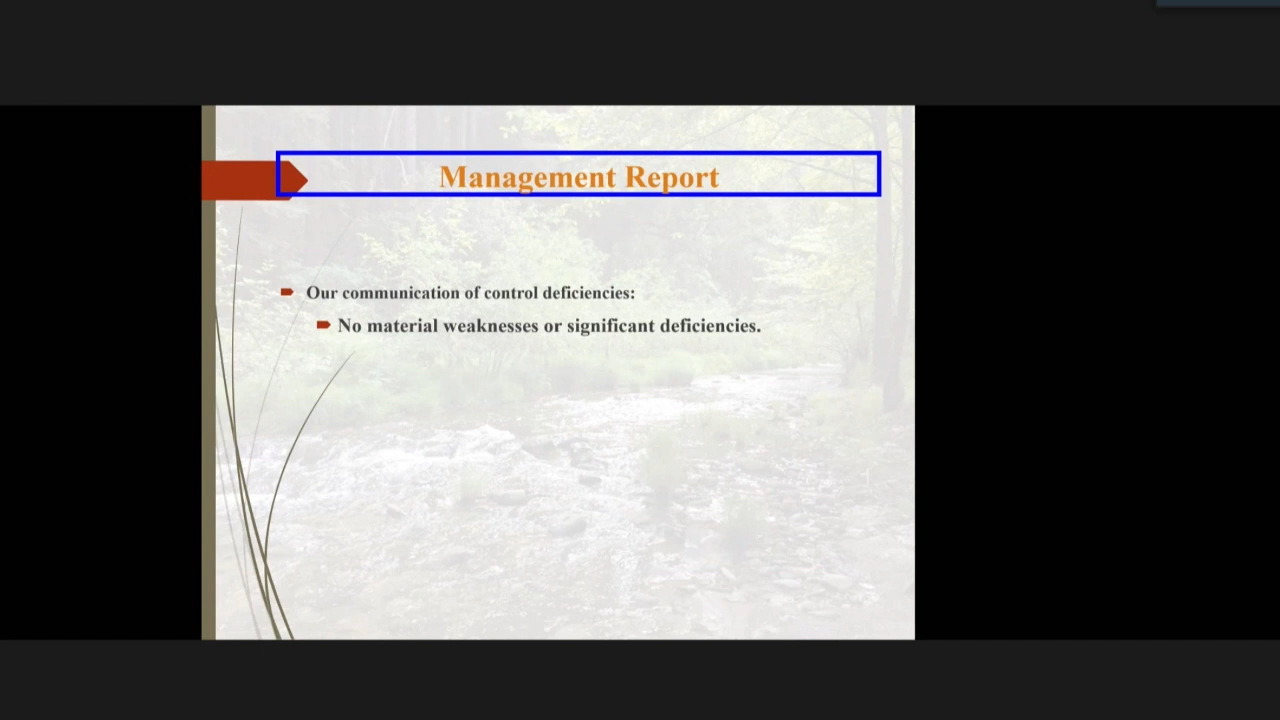 Management Report
Our communication of control deficiencies:
No material weaknesses or significant deficiencies.